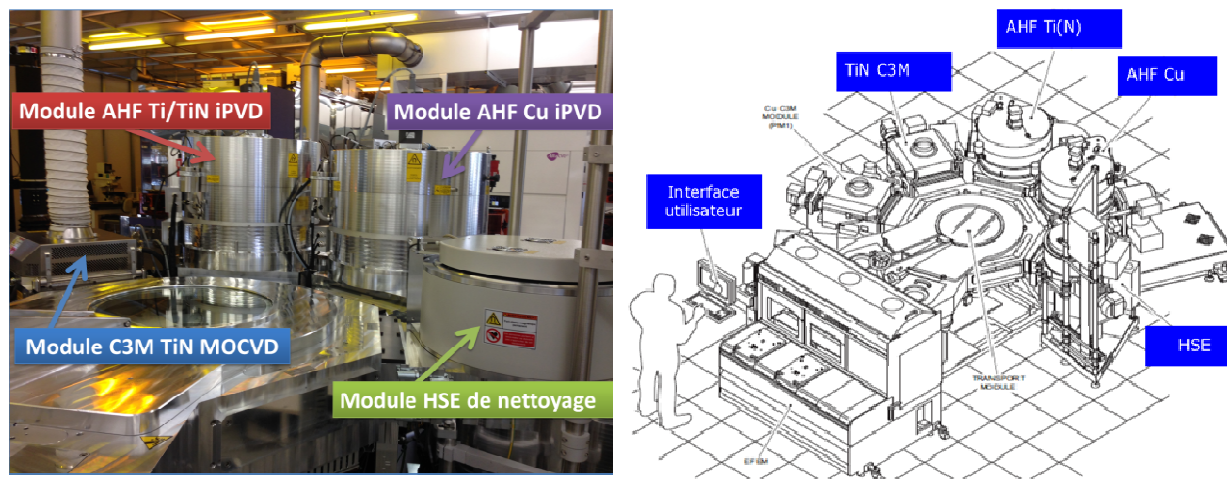 Module AHF Ti/TiN iPVD
Module AHF Cu iPVD
Module C3M TiN MOCVD
Module HSE de nettoyage
AHF Ti(N)
TiN C3M
AHF Cu
Cu C3M
MODULE
(P1M1)
Interface
utilisateur
HSE
TRANSPORT
MODULE
EFEM